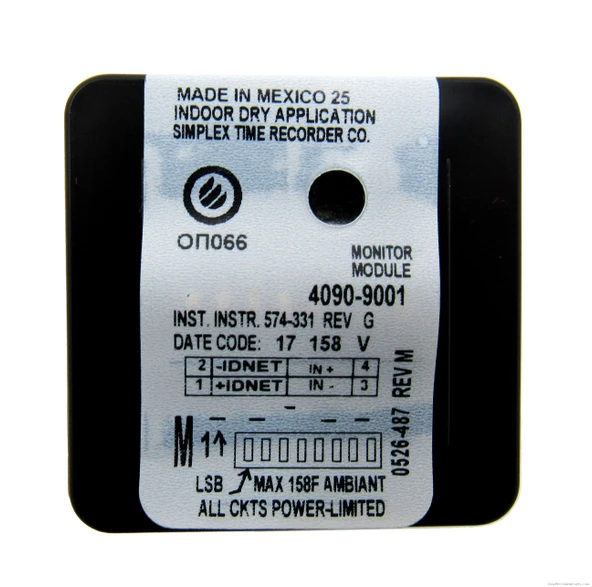 MADE IN MEXICO 25
INDOOR DRY APPLICATION
SIMPLEX TIME RECORDER CO.
ОП066
MONITOR
MODULE
4090-9001
INST. INSTR. 574-331 REV G
DATE CODE: 17 158 V
2 -IDNET IN + 4
1 +IDNET IN - 3
M 1↑
LSB MAX 158F AMBIANT
ALL CKTS POWER-LIMITED
0526-487 REV M